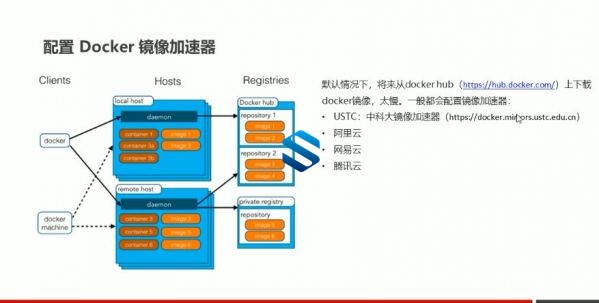 配置 Docker 镜像加速器
Clients
Hosts
Registries
local host
daemon
container 1
image 1
container 3a
image 3
container 3b
Docker hub
repository 1
image 1
image 2
repository 2
image 3
image 4
docker
remote host
daemon
container 3
image 3
container 5
image 5
container 6
image 6
private registry
repository
image 5
image 6
docker
machine
默认情况下，将来从docker hub（https://hub.docker.com/）上下载
docker镜像，太慢。一般都会配置镜像加速器：
• USTC：中科大镜像加速器（https://docker.mirrors.ustc.edu.cn）
• 阿里云
• 网易云
• 腾讯云